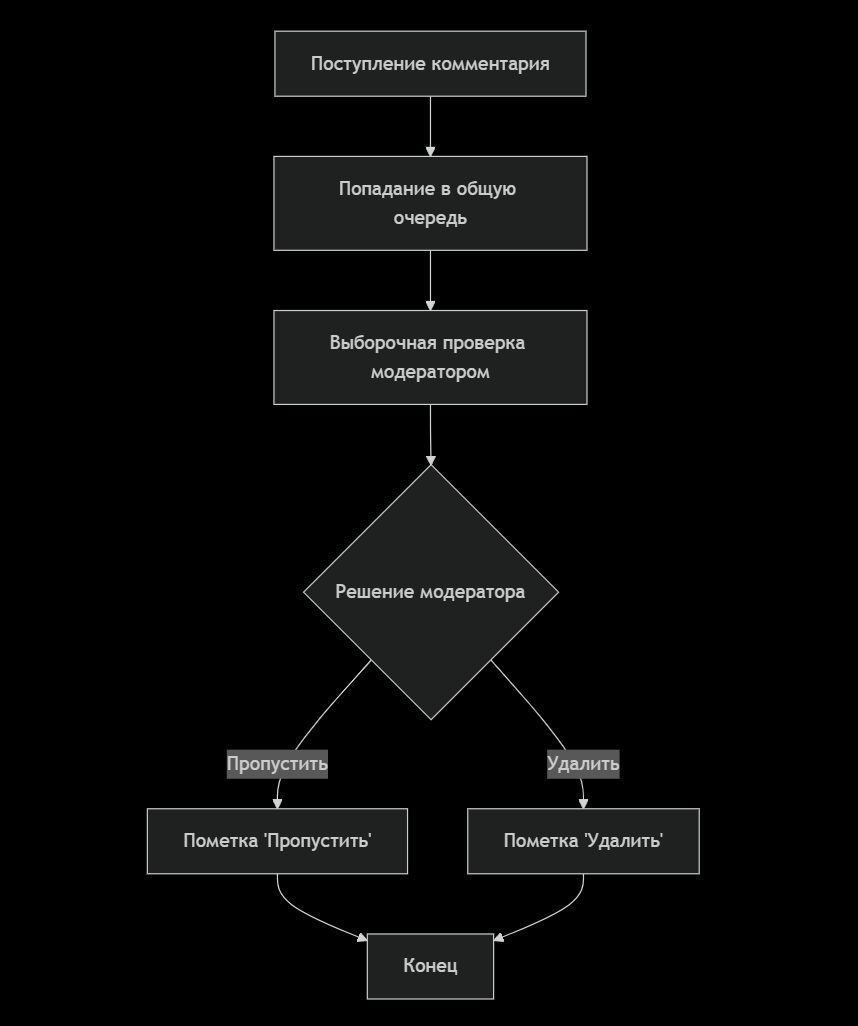 Поступление комментария
Попадание в общую
очередь
Выборочная проверка
модератором
Решение модератора
Пропустить
Удалить
Пометка 'Пропустить'
Пометка 'Удалить'
Конец